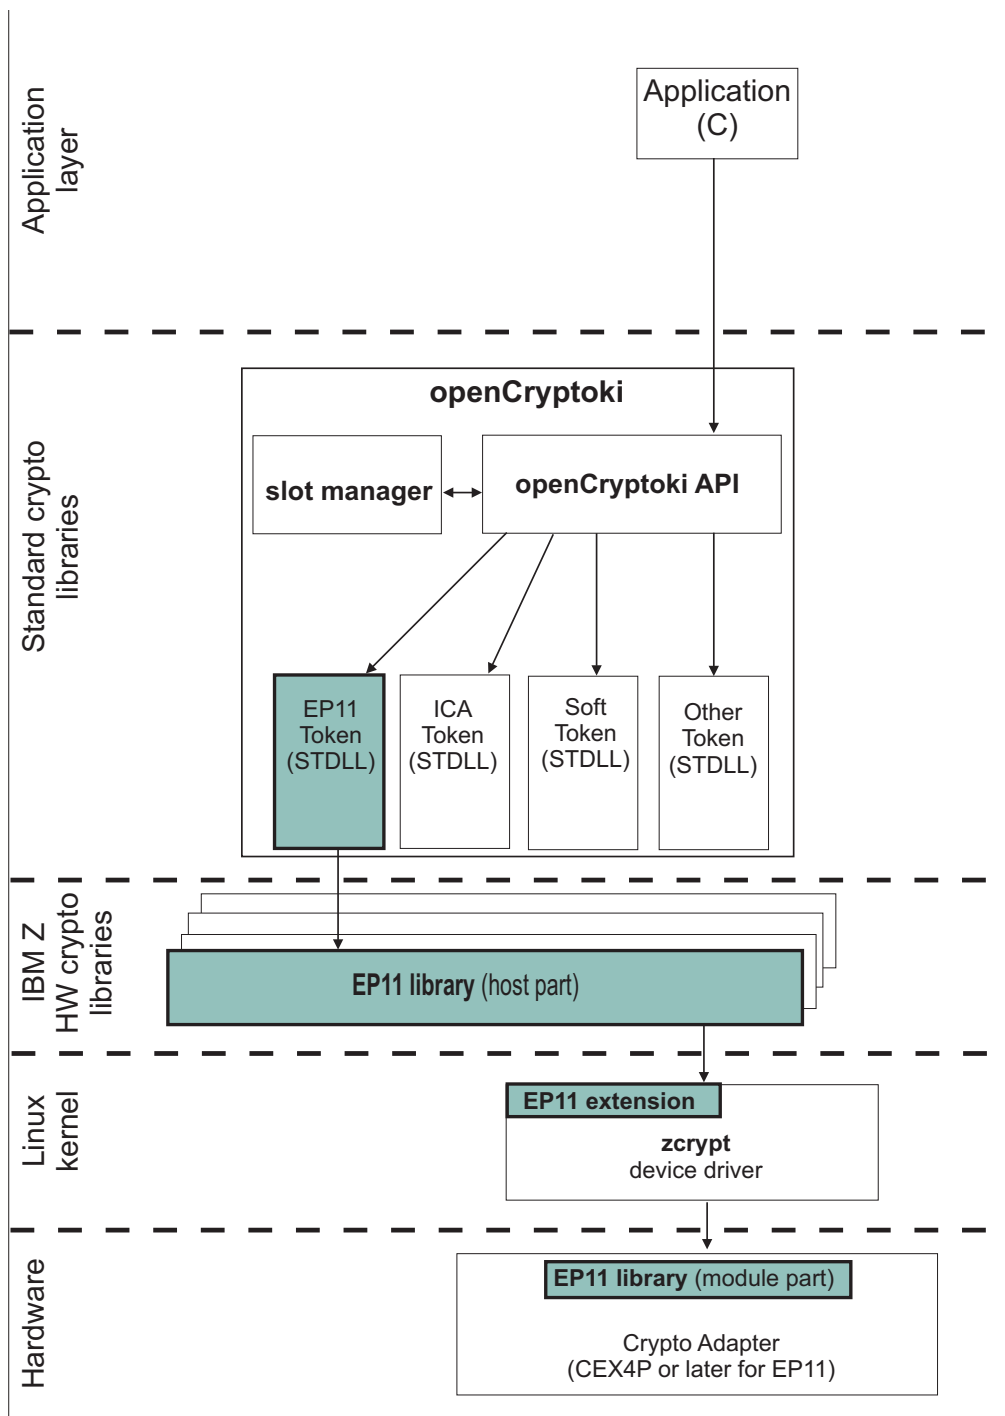 Application
layer
Application
(C)
Standard crypto
libraries
openCryptoki
slot manager
openCryptoki API
EP11
Token
(STDLL)
ICA
Token
(STDLL)
Soft
Token
(STDLL)
Other
Token
(STDLL)
IBM Z
HW crypto
libraries
EP11 library (host part)
Linux
kernel
EP11 extension
zcrypt
device driver
Hardware
EP11 library (module part)
Crypto Adapter
(CEX4P or later for EP11)